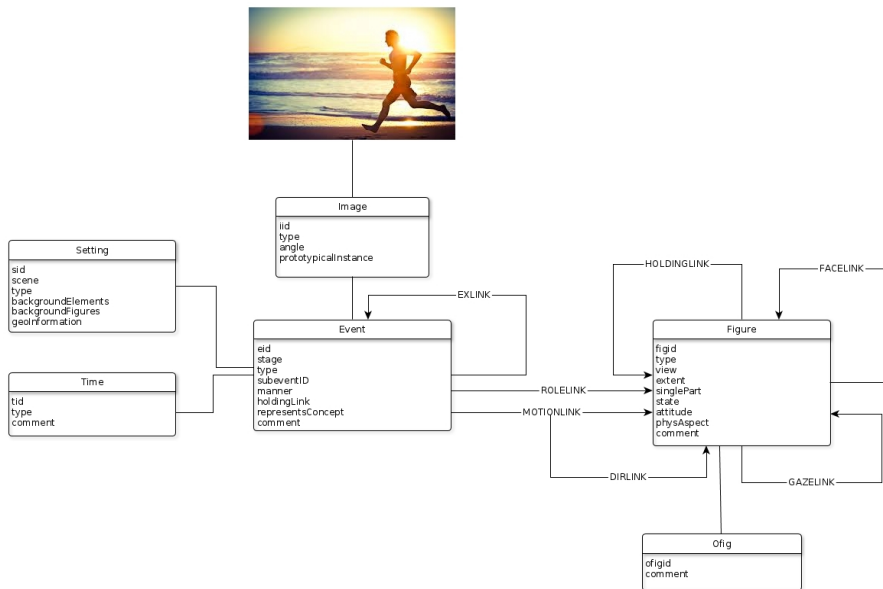 Image
iid
type
angle
prototypicalInstance
Setting
sid
scene
type
backgroundElements
backgroundFigures
geoInformation
HOLDINGLINK
FACELINK
EXLINK
Event
eid
stage
type
subeventID
manner
holdingLink
representsConcept
comment
Figure
figid
type
view
extent
singlePart
state
attitude
physAspect
comment
Time
tid
type
comment
ROLELINK
MOTIONLINK
DIRLINK
GAZELINK
Ofig
ofigid
comment